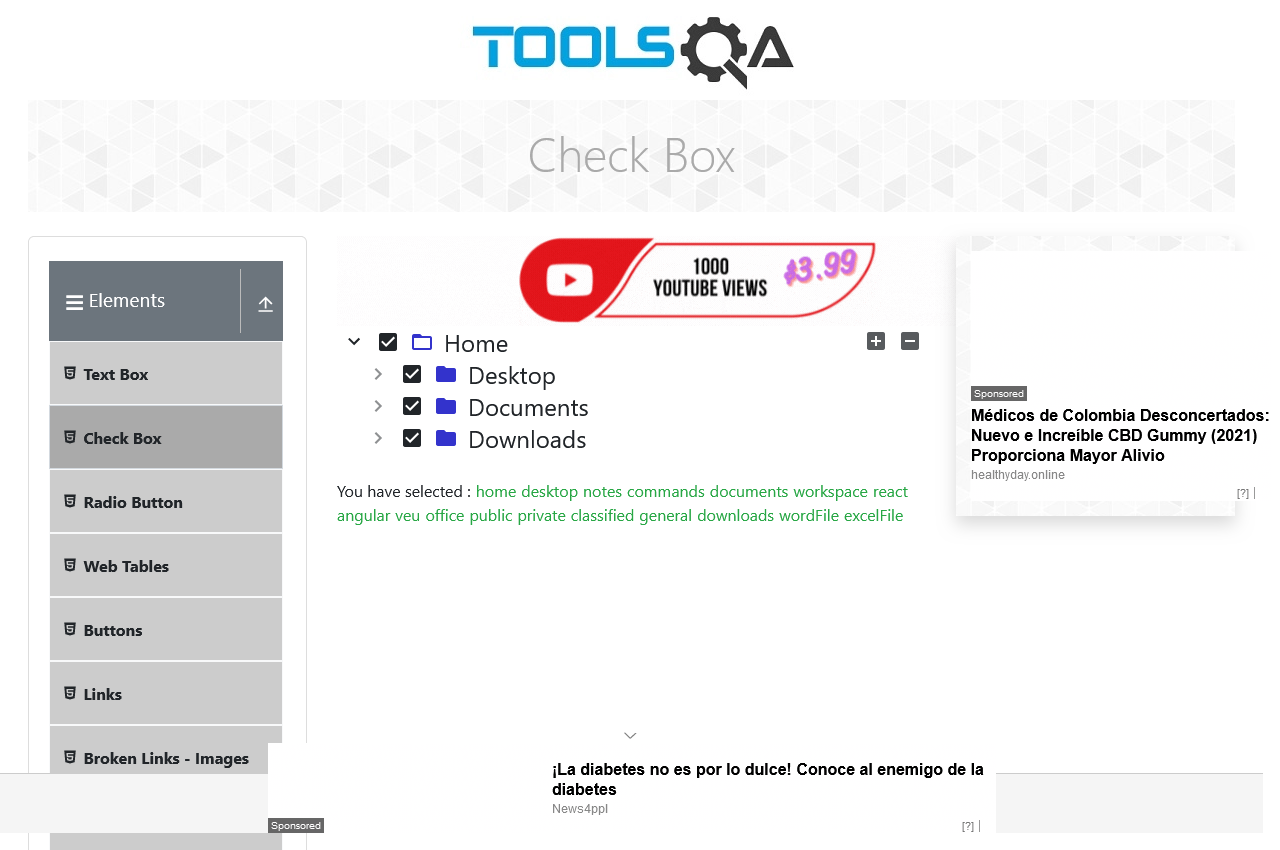 TOOLSQA
Check Box
Elements
Text Box
Check Box
Radio Button
Web Tables
Buttons
Links
Broken Links - Images
1000
YOUTUBE VIEWS
$3.99
Home
Desktop
Documents
Downloads
You have selected : home desktop notes commands documents workspace react
angular veu office public private classified general downloads wordFile excelFile
Sponsored
Médicos de Colombia Desconcertados:
Nuevo e Increíble CBD Gummy (2021)
Proporciona Mayor Alivio
healthyday.online
[?]
¡La diabetes no es por lo dulce! Conoce al enemigo de la
diabetes
News4ppl
Sponsored
[?]